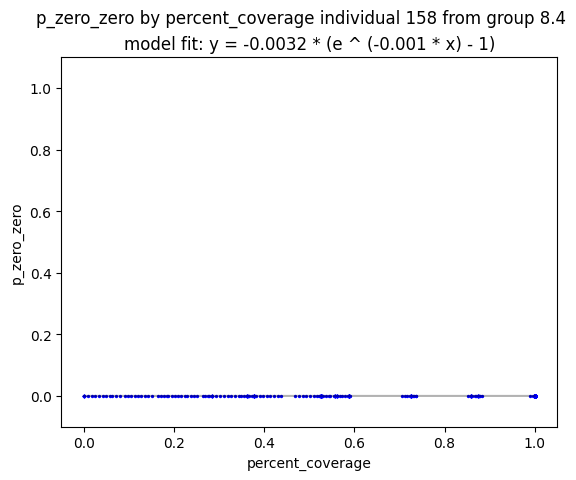 p_zero_zero by percent_coverage individual 158 from group 8.4
model fit: y = -0.0032 * (e ^ (-0.001 * x) - 1)
1.0
0.8
0.6
0.4
0.2
0.0
p_zero_zero
0.0 0.2 0.4 0.6 0.8 1.0
percent_coverage